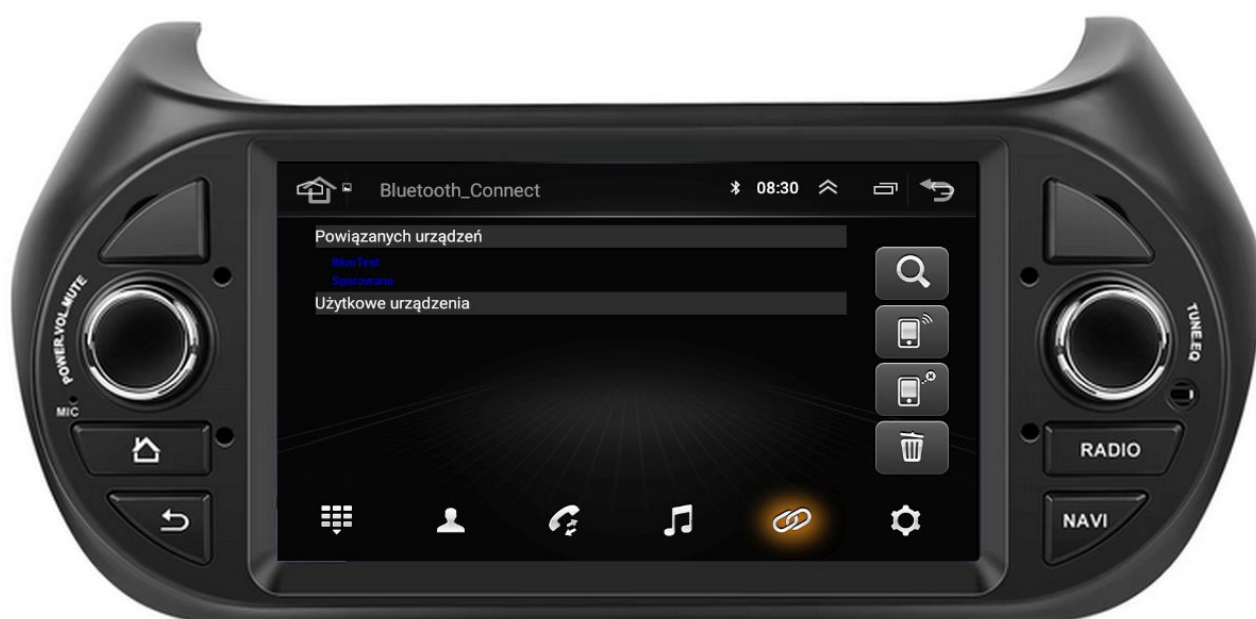 Bluetooth_Connect
08:30
Powiązanych urządzeń
BlueTest
Sparowane
Użytkowe urządzenia
POWER.VOL.MUTE
MIC
TUNE.EQ
RADIO
NAVI